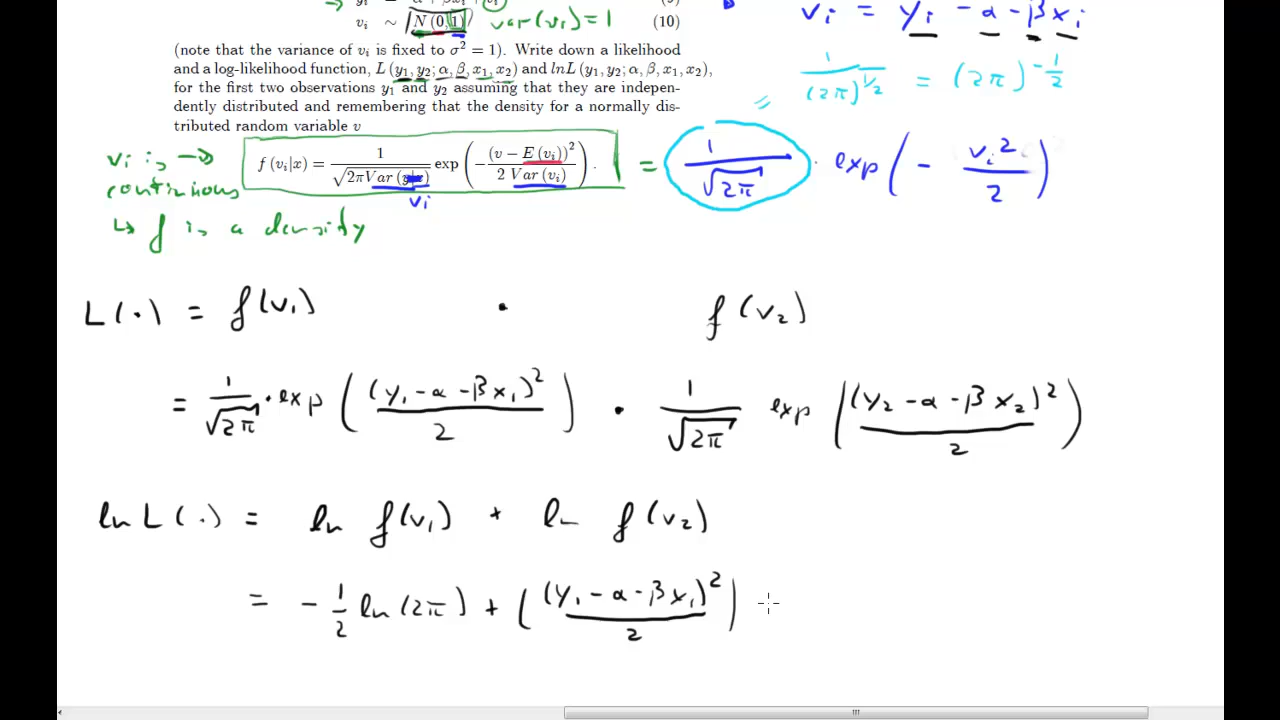 v_i ∼ N(0, 1) var(v_i) = 1 (10)
v_i = y_i - α - βx_i
(note that the variance of v_i is fixed to σ² = 1). Write down a likelihood
and a log-likelihood function, L (y_1, y_2; α, β, x_1, x_2) and lnL (y_1, y_2; α, β, x_1, x_2),
for the first two observations y_1 and y_2 assuming that they are indepen-
dently distributed and remembering that the density for a normally dis-
tributed random variable v
= 1/(2π)^{1/2} = (2π)^{-1/2}
v_i is → continuous
f (v_i|x) = 1/√(2πVar ( )) exp(-(v - E (v_i))²/(2 Var (v_i))). = 1/√(2π) · exp(- v_i²/2)
v_i
↳ f is a density
L(·) = f(v_1) · f(v_2)
= 1/√(2π) · exp((y_1 - α - βx_1)²/2) · 1/√(2π) exp((y_2 - α - βx_2)²/2)
ln L(·) = ln f(v_1) + ln f(v_2)
= - 1/2 ln(2π) + ((y_1 - α - βx_1)²/2)